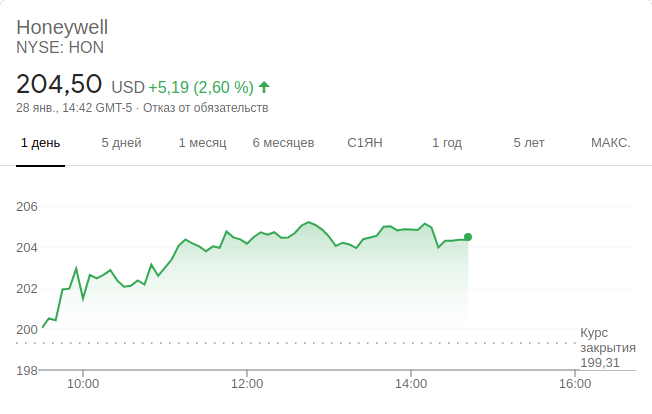 Honeywell
NYSE: HON
204,50 USD +5,19 (2,60 %)
28 янв., 14:42 GMT-5 · Отказ от обязательств
1 день 5 дней 1 месяц 6 месяцев С1ЯН 1 год 5 лет МАКС.
206
204
202
200
Курс
закрытия
199,31
198
10:00 12:00 14:00 16:00